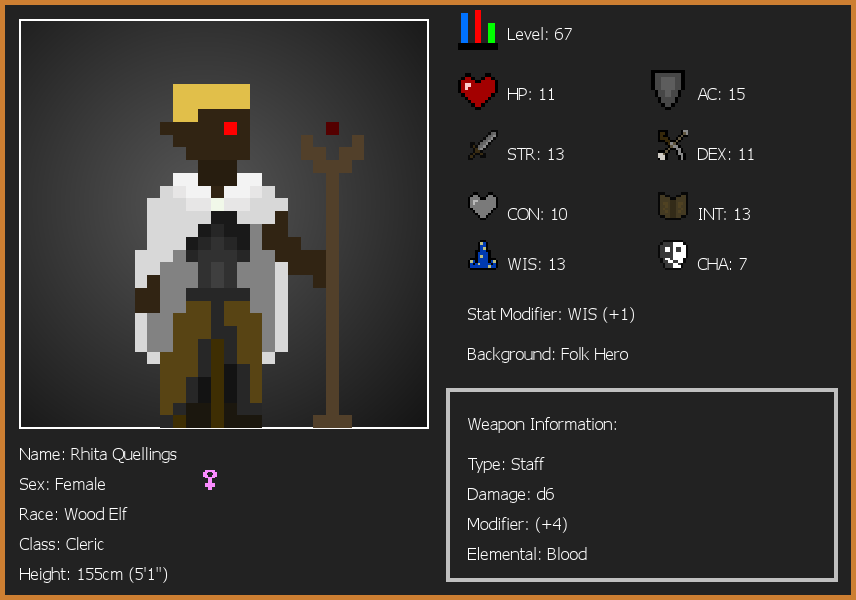 Level: 67
HP: 11
AC: 15
STR: 13
DEX: 11
CON: 10
INT: 13
WIS: 13
CHA: 7
Stat Modifier: WIS (+1)
Background: Folk Hero
Weapon Information:
Type: Staff
Damage: d6
Modifier: (+4)
Elemental: Blood
Name: Rhita Quellings
Sex: Female
Race: Wood Elf
Class: Cleric
Height: 155cm (5'1")